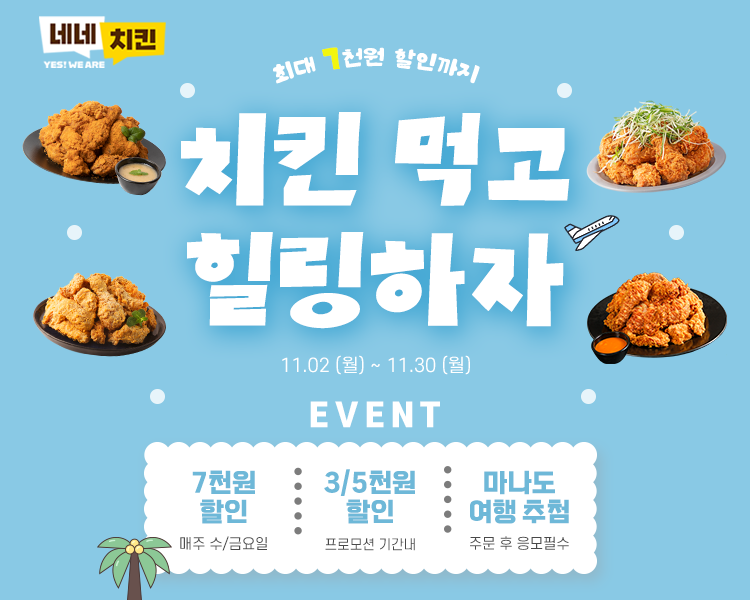 네네치킨
YES! WE ARE
최대 7천원 할인까지
치킨 먹고
힐링하자
11.02 (월) ~ 11.30 (월)
EVENT
7천원
할인
매주 수/금요일
3/5천원
할인
프로모션 기간내
마나도
여행 추첨
주문 후 응모필수